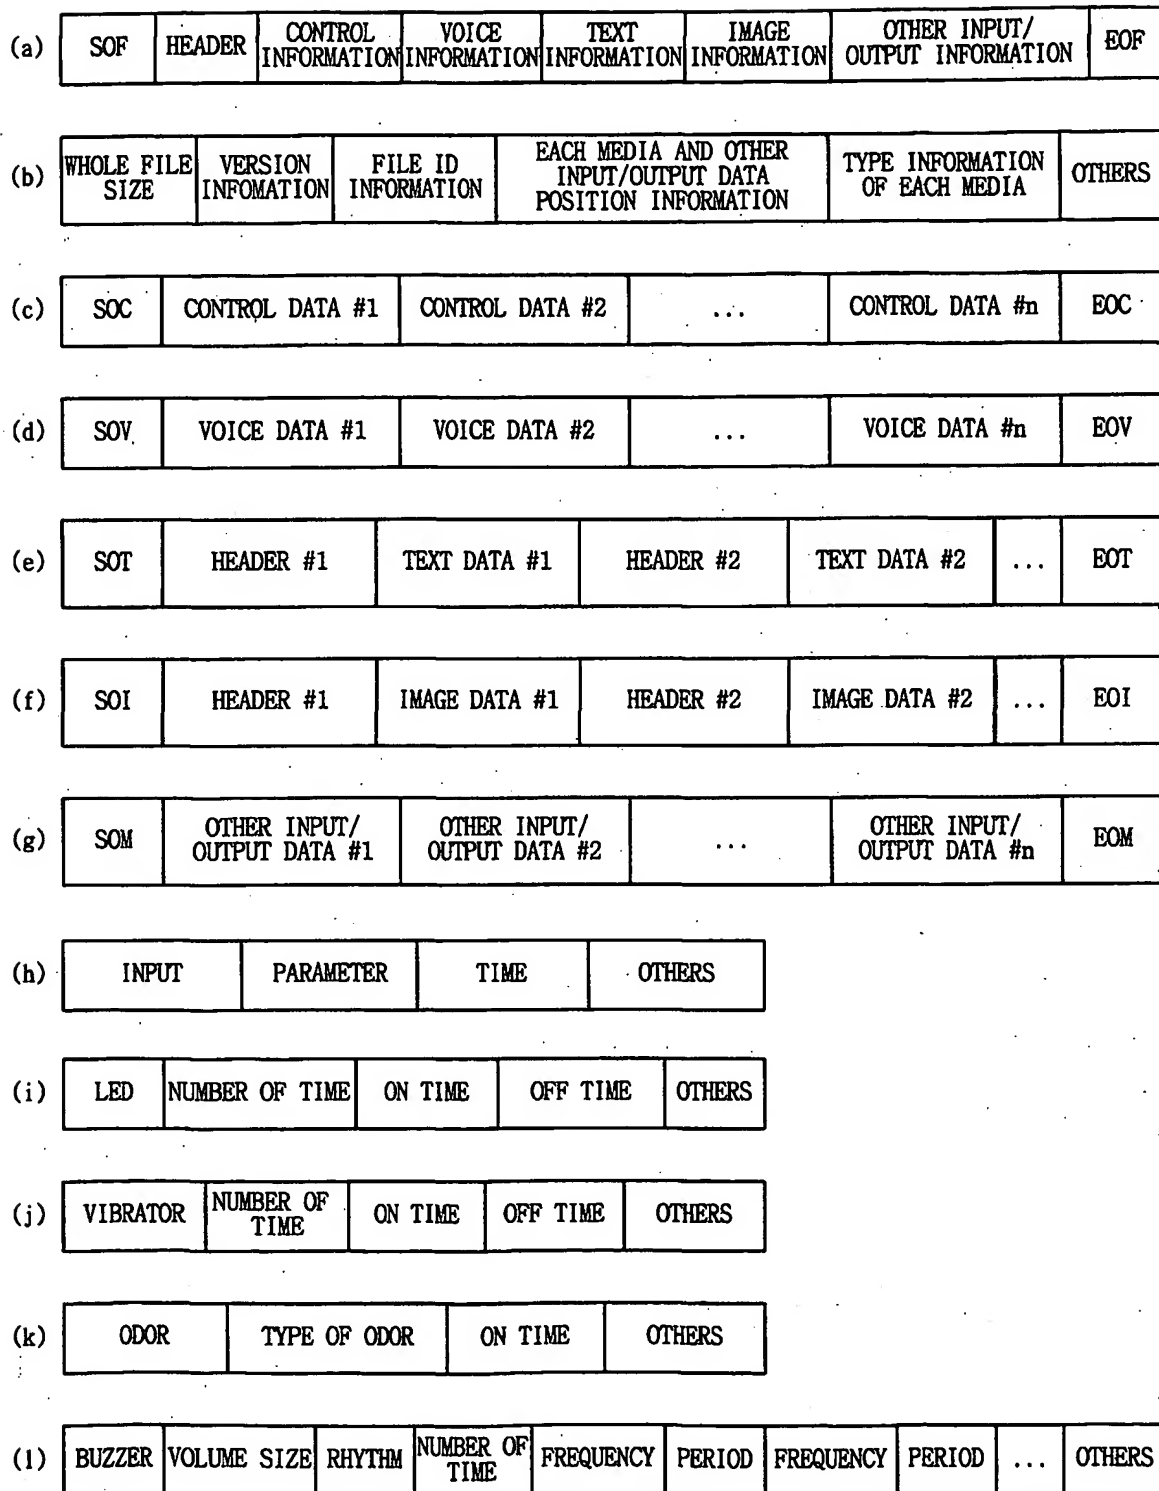 (a) SOF HEADER CONTROL INFORMATION VOICE INFORMATION TEXT INFORMATION IMAGE INFORMATION OTHER INPUT/ OUTPUT INFORMATION EOF
(b) WHOLE FILE SIZE VERSION INFOMATION FILE ID INFORMATION EACH MEDIA AND OTHER INPUT/OUTPUT DATA POSITION INFORMATION TYPE INFORMATION OF EACH MEDIA OTHERS
(c) SOC CONTROL DATA #1 CONTROL DATA #2 ... CONTROL DATA #n EOC
(d) SOV VOICE DATA #1 VOICE DATA #2 ... VOICE DATA #n EOV
(e) SOT HEADER #1 TEXT DATA #1 HEADER #2 TEXT DATA #2 ... EOT
(f) SOI HEADER #1 IMAGE DATA #1 HEADER #2 IMAGE DATA #2 ... EOI
(g) SOM OTHER INPUT/ OUTPUT DATA #1 OTHER INPUT/ OUTPUT DATA #2 ... OTHER INPUT/ OUTPUT DATA #n EOM
(h) INPUT PARAMETER TIME OTHERS
(i) LED NUMBER OF TIME ON TIME OFF TIME OTHERS
(j) VIBRATOR NUMBER OF TIME ON TIME OFF TIME OTHERS
(k) ODOR TYPE OF ODOR ON TIME OTHERS
(l) BUZZER VOLUME SIZE RHYTHM NUMBER OF TIME FREQUENCY PERIOD FREQUENCY PERIOD ... OTHERS